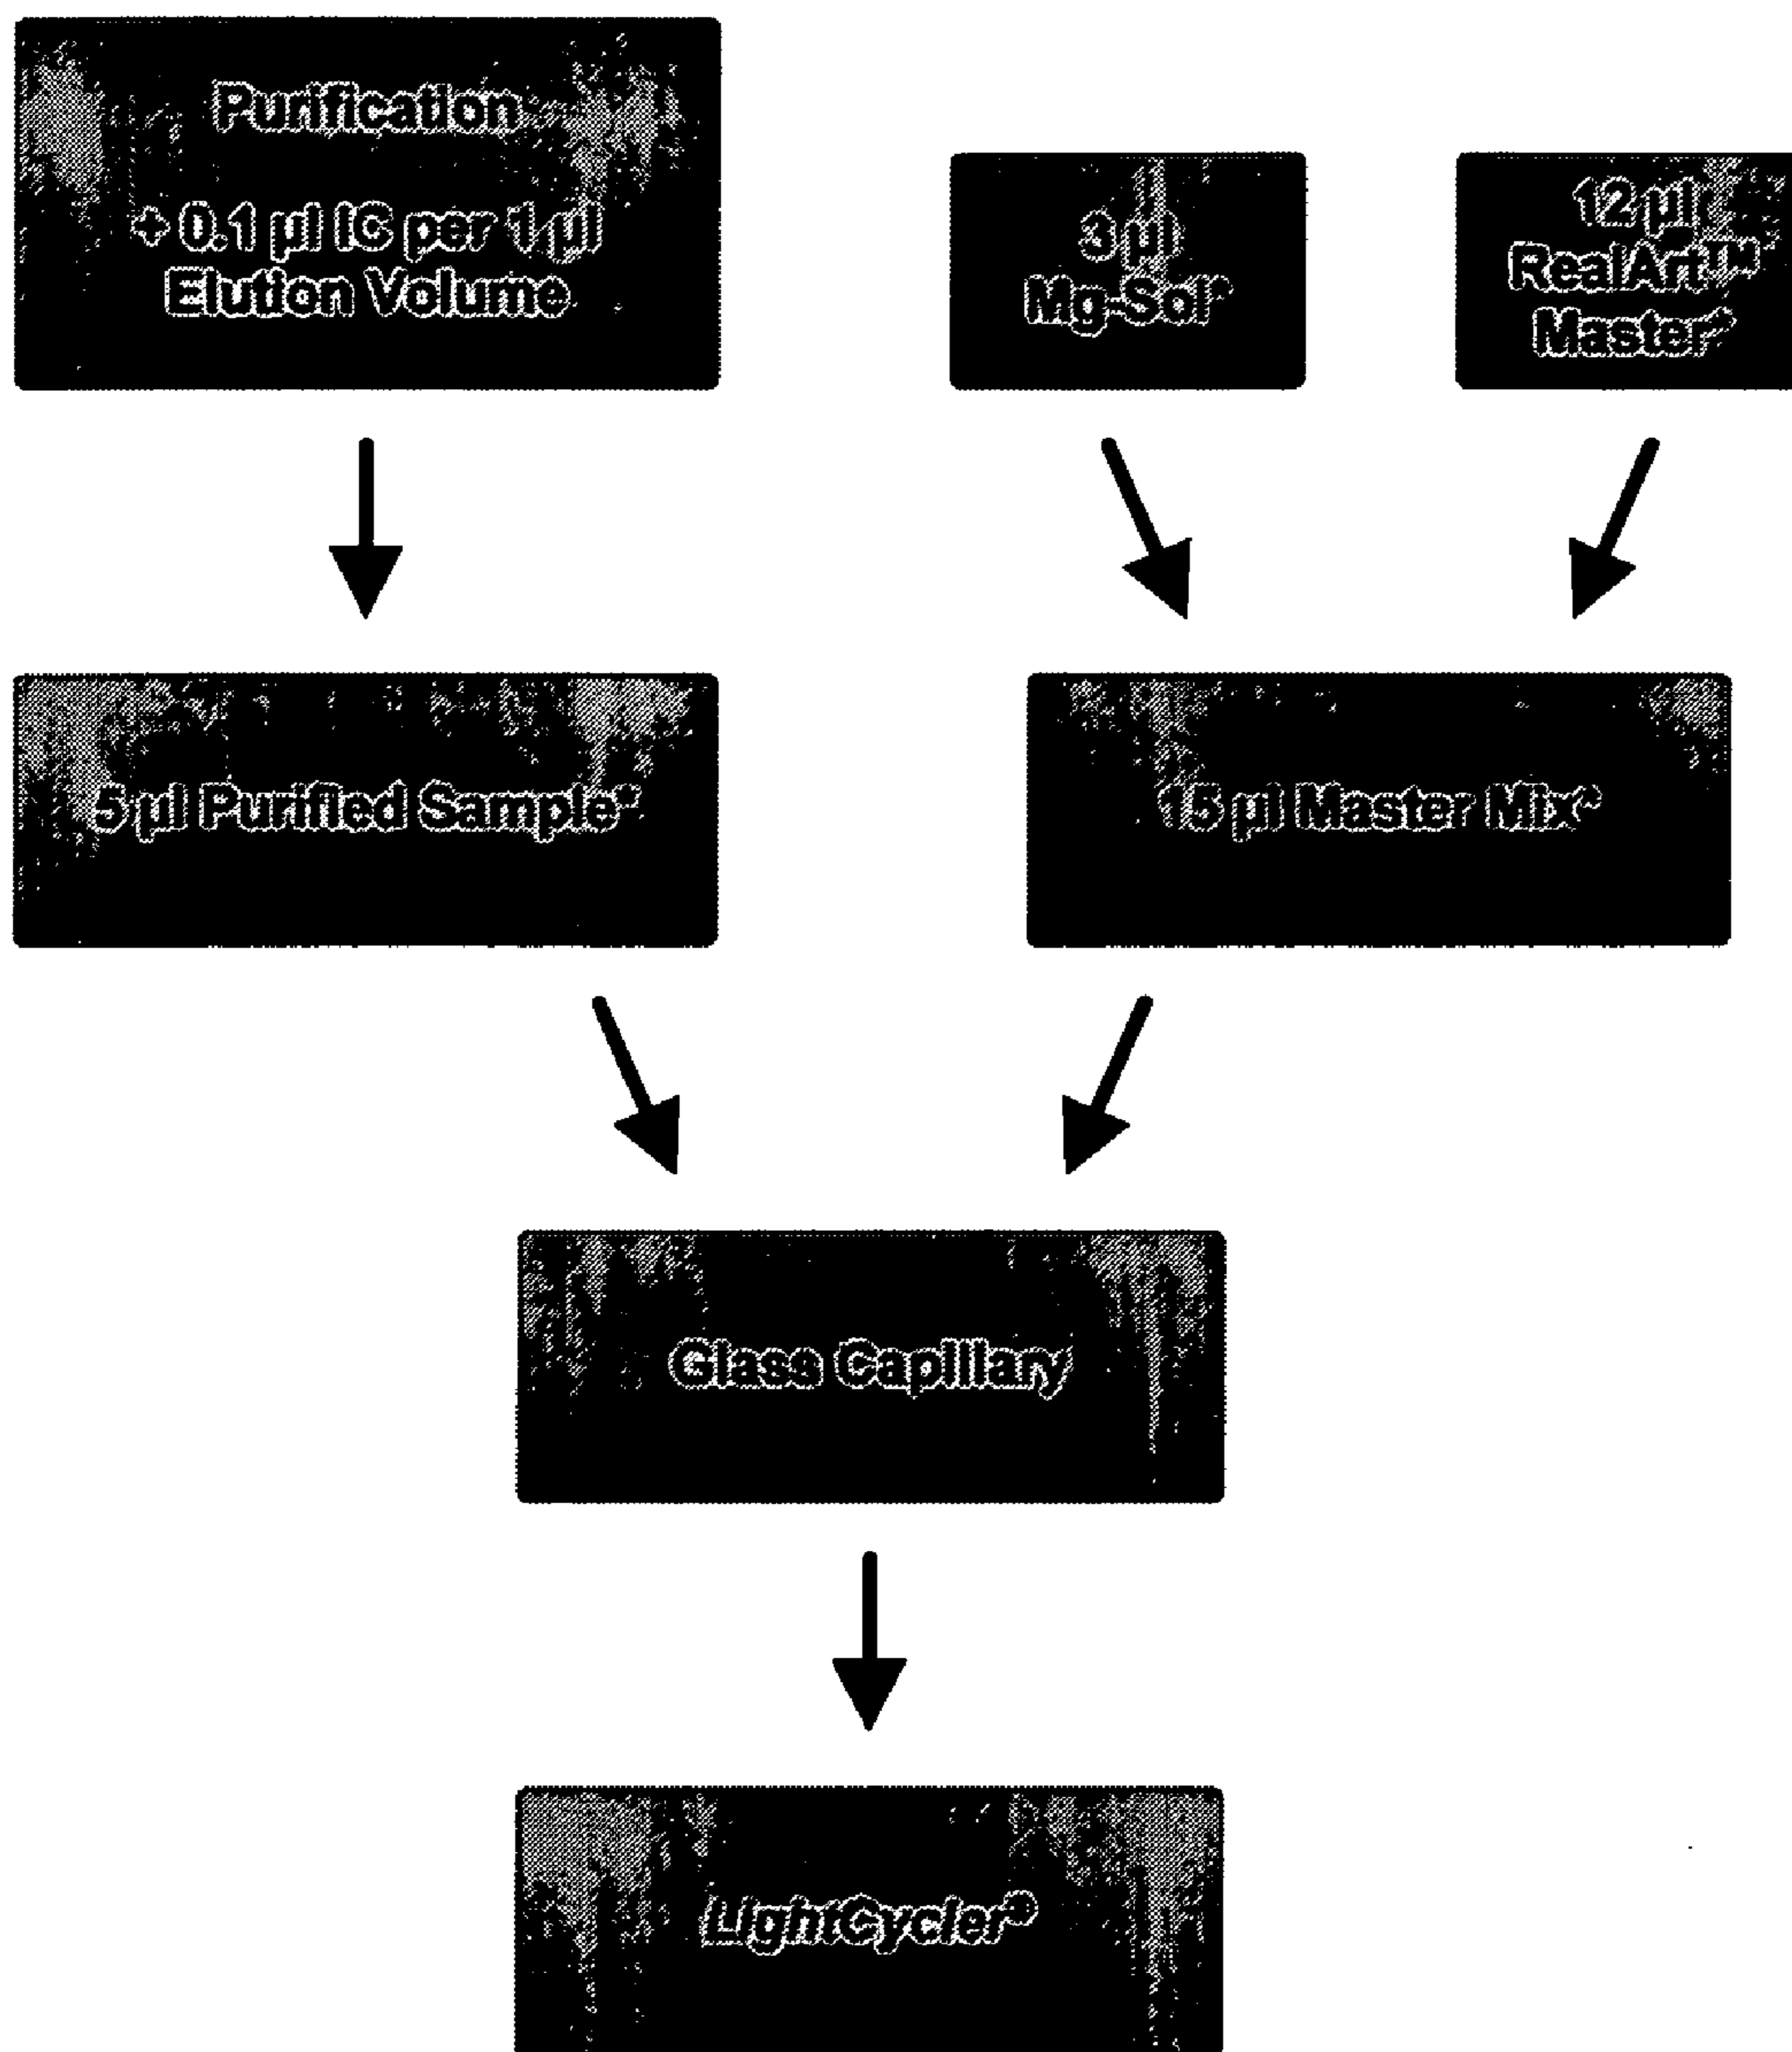 Purification
+ 0.1 µl IC per 1 µl
Elution Volume
3 µl
Mg-Sol*
12 µl
RealArt™
Master*
5 µl Purified Sample*
15 µl Master Mix*
Glass Capillary
LightCycler®